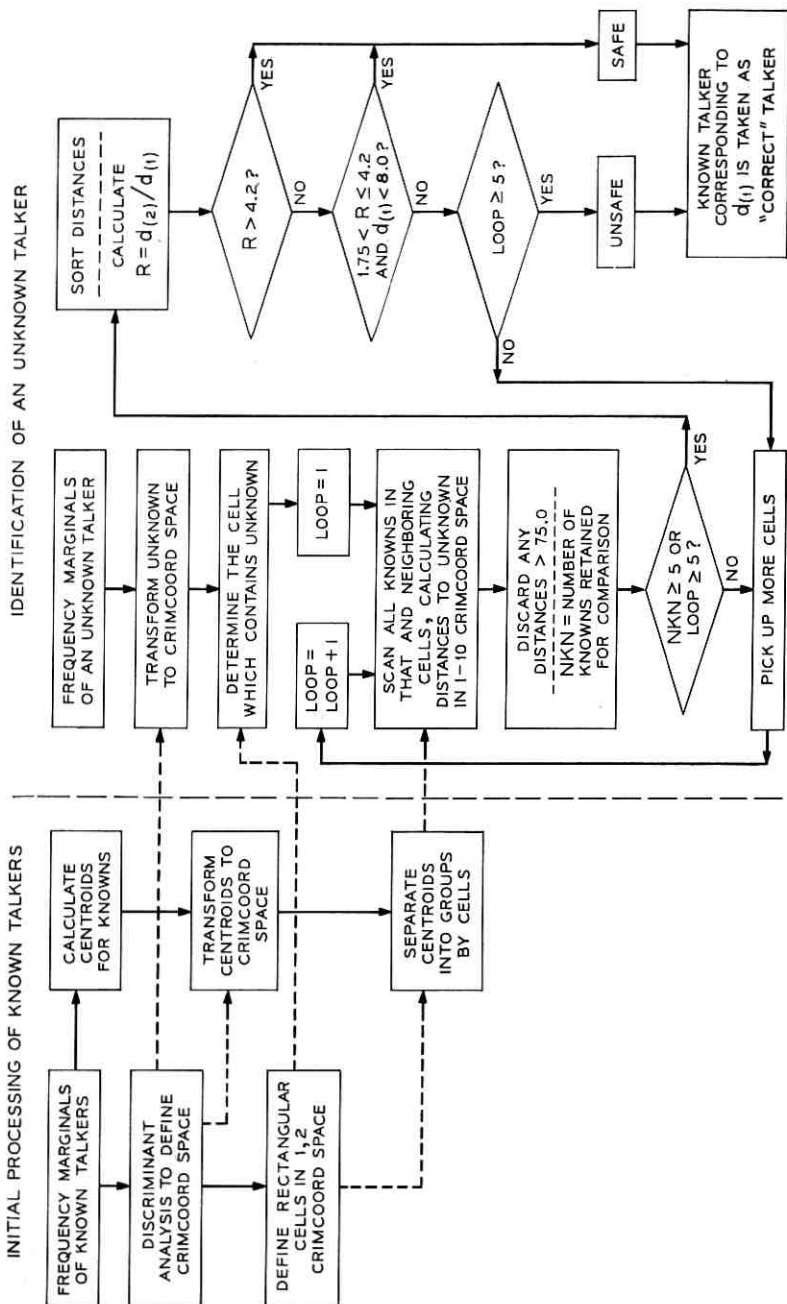 INITIAL PROCESSING OF KNOWN TALKERS
FREQUENCY MARGINALS
OF KNOWN TALKERS
CALCULATE
CENTROIDS
FOR KNOWNS
DISCRIMINANT
ANALYSIS TO DEFINE
CRIMCOORD SPACE
TRANSFORM
CENTROIDS TO
CRIMCOORD
SPACE
DEFINE RECTANGULAR
CELLS IN 1,2
CRIMCOORD SPACE
SEPARATE
CENTROIDS
INTO GROUPS
BY CELLS
IDENTIFICATION OF AN UNKNOWN TALKER
FREQUENCY MARGINALS
OF AN UNKNOWN TALKER
TRANSFORM UNKNOWN
TO CRIMCOORD SPACE
DETERMINE THE CELL
WHICH CONTAINS UNKNOWN
LOOP = 1
LOOP =
LOOP + 1
SCAN ALL KNOWNS IN
THAT AND NEIGHBORING
CELLS, CALCULATING
DISTANCES TO UNKNOWN
IN 1-10 CRIMCOORD SPACE
DISCARD ANY
DISTANCES > 75.0
NKN = NUMBER OF
KNOWNS RETAINED
FOR COMPARISON
NKN ≥ 5 OR
LOOP ≥ 5?
YES
NO
PICK UP MORE CELLS
SORT DISTANCES
CALCULATE
R = d(2)/d(1)
R > 4.2?
YES
NO
1.75 < R ≤ 4.2
AND d(1) < 8.0?
YES
NO
LOOP ≥ 5?
NO
YES
UNSAFE
SAFE
KNOWN TALKER
CORRESPONDING TO
d(1) IS TAKEN AS
"CORRECT" TALKER